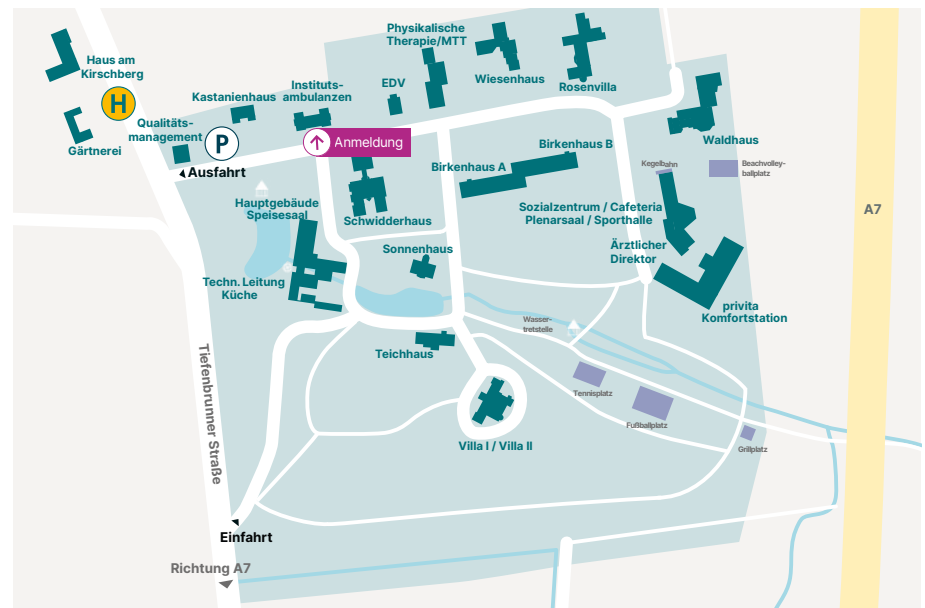 Physikalische
Therapie/MTT
Haus am
Kirschberg
Wiesenhaus
Rosenvilla
EDV
Instituts-
ambulanzen
Kastanienhaus
H
Qualitäts-
management
P
Gärtnerei
Anmeldung
Waldhaus
Birkenhaus B
Birkenhaus A
Kegelbahn
Beachvolley-
ballplatz
Ausfahrt
Hauptgebäude
Speisesaal
Schwidderhaus
Sozialzentrum / Cafeteria
Plenarsaal / Sporthalle
A7
Sonnenhaus
Ärztlicher
Direktor
Techn. Leitung
Küche
privita
Komfortstation
Wasser-
tretstelle
Teichhaus
Tiefenbrunner Straße
Tennisplatz
Fußballplatz
Villa I / Villa II
Grillplatz
Einfahrt
Richtung A7